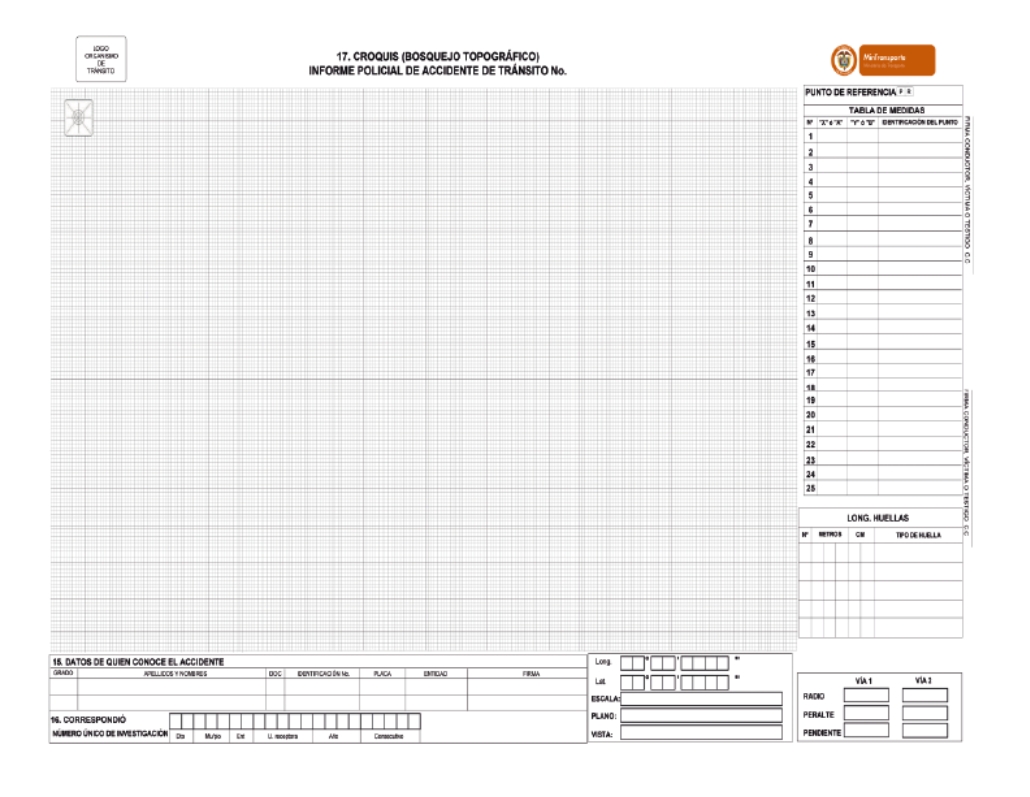 LOGO
ORGANISMO
DE
TRÁNSITO
17. CROQUIS (BOSQUEJO TOPOGRÁFICO)
INFORME POLICIAL DE ACCIDENTE DE TRÁNSITO No.
MinTransporte
Ministerio de Transporte
PUNTO DE REFERENCIA P R
TABLA DE MEDIDAS
Nº "X" ó "A" "Y" ó "B" IDENTIFICACIÓN DEL PUNTO
1
2
3
4
5
6
7
8
9
10
11
12
13
14
15
16
17
18
19
20
21
22
23
24
25
FIRMA CONDUCTOR, VÍCTIMA O TESTIGO C.C
FIRMA CONDUCTOR, VÍCTIMA O TESTIGO C.C
LONG. HUELLAS
Nº METROS CM TIPO DE HUELLA
15. DATOS DE QUIEN CONOCE EL ACCIDENTE
GRADO APELLIDOS Y NOMBRES DOC IDENTIFICACIÓN No. PLACA ENTIDAD FIRMA
16. CORRESPONDIÓ
NÚMERO ÚNICO DE INVESTIGACIÓN Dto Mu/pio Ent U. receptora Año Consecutivo
Long. ° ' "
Lat. ° ' "
ESCALA:
PLANO:
VISTA:
VÍA 1 VÍA 2
RADIO
PERALTE
PENDIENTE